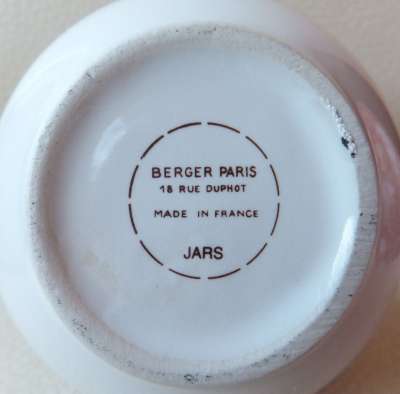 BERGER PARIS
18 RUE DUPHOT
MADE IN FRANCE
JARS